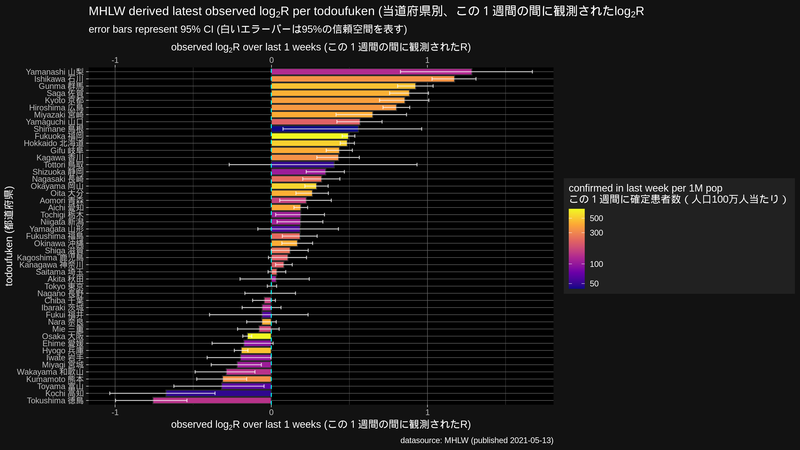 MHLW derived latest observed log₂R per todoufuken (当道府県別、この１週間の間に観測されたlog₂R
error bars represent 95% CI (白いエラーバーは95%の信頼空間を表す)
observed log₂R over last 1 weeks (この１週間の間に観測されたR)
-1 0 1
Yamanashi 山梨
Ishikawa 石川
Gunma 群馬
Saga 佐賀
Kyoto 京都
Hiroshima 広島
Miyazaki 宮崎
Yamaguchi 山口
Shimane 島根
Fukuoka 福岡
Hokkaido 北海道
Gifu 岐阜
Kagawa 香川
Tottori 鳥取
Shizuoka 静岡
Nagasaki 長崎
Okayama 岡山
Oita 大分
Aomori 青森
Aichi 愛知
Tochigi 栃木
Niigata 新潟
Yamagata 山形
Fukushima 福島
Okinawa 沖縄
Shiga 滋賀
Kagoshima 鹿児島
Kanagawa 神奈川
Saitama 埼玉
Akita 秋田
Tokyo 東京
Nagano 長野
Chiba 千葉
Ibaraki 茨城
Fukui 福井
Nara 奈良
Mie 三重
Osaka 大阪
Ehime 愛媛
Hyogo 兵庫
Iwate 岩手
Miyagi 宮城
Wakayama 和歌山
Kumamoto 熊本
Toyama 富山
Kochi 高知
Tokushima 徳島
todoufuken (都道府県)
-1 0 1
observed log₂R over last 1 weeks (この１週間の間に観測されたR)
datasource: MHLW (published 2021-05-13)
confirmed in last week per 1M pop
この１週間に確定患者数 ( 人口100万人当たり )
500
300
100
50